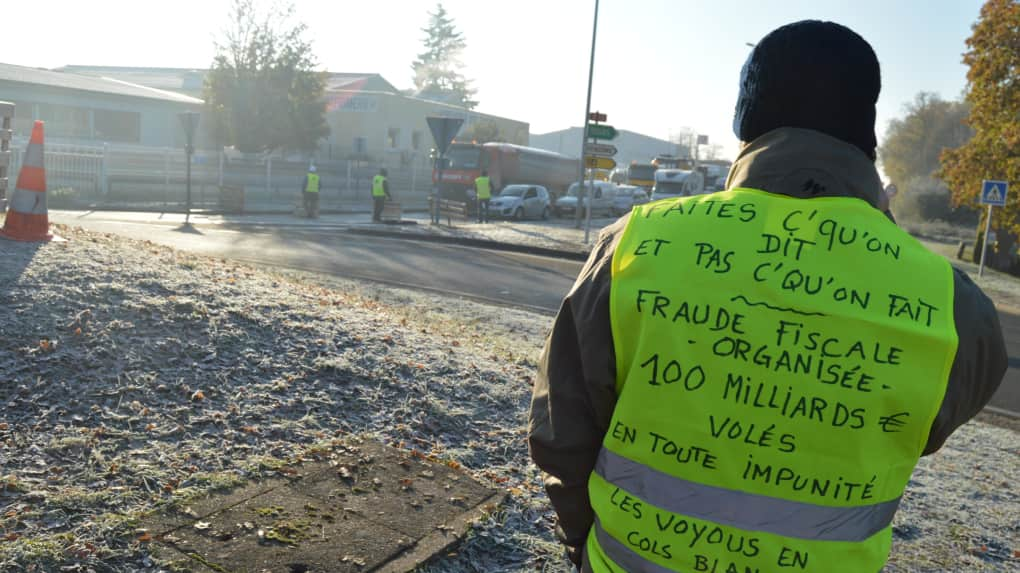 FAITES C'QU'ON
DIT
ET PAS C'QU'ON FAIT
FRAUDE FISCALE
- ORGANISÉE -
100 MILLIARDS €
VOLÉS
EN TOUTE IMPUNITÉ
LES VOYOUS EN
COLS BLAN